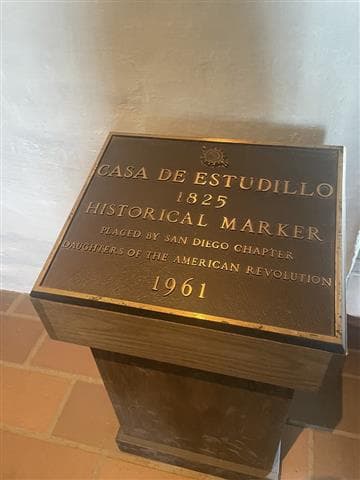 CASA DE ESTUDILLO
1825
HISTORICAL MARKER
PLACED BY SAN DIEGO CHAPTER
DAUGHTERS OF THE AMERICAN REVOLUTION
1961